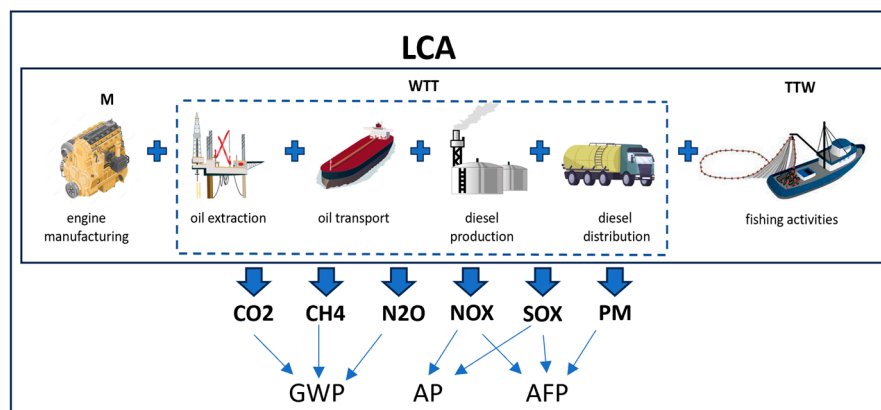 LCA
M
WTT
TTW
engine
manufacturing
oil extraction
oil transport
diesel
production
diesel
distribution
fishing activities
CO2 CH4 N2O NOX SOX PM
GWP AP AFP